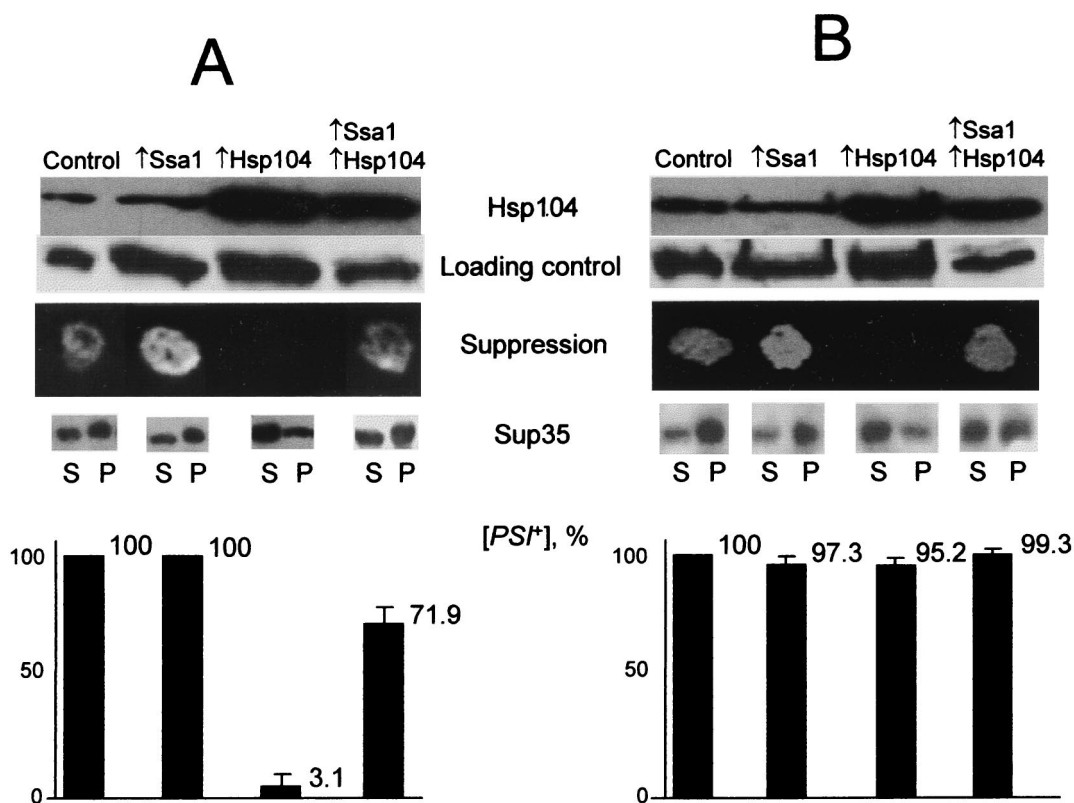 A
B
↑Ssa1
Control ↑Ssa1 ↑Hsp104 ↑Hsp104
↑Ssa1
Control ↑Ssa1 ↑Hsp104 ↑Hsp104
Hsp104
Loading control
Suppression
Sup35
S P S P S P S P
S P S P S P S P
[PSI+], %
100
50
0
100
100
3.1
71.9
100
50
0
100
97.3
95.2
99.3